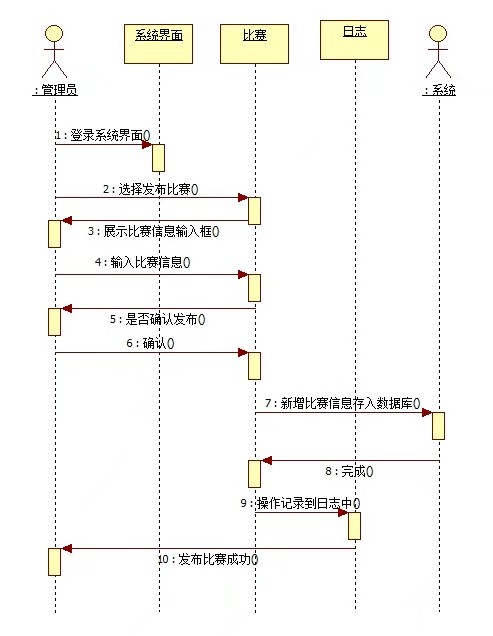 系统界面
比赛
日志
: 管理员
: 系统
1 : 登录系统界面()
2 : 选择发布比赛()
3 : 展示比赛信息输入框()
4 : 输入比赛信息()
5 : 是否确认发布()
6 : 确认()
7 : 新增比赛信息存入数据库()
8 : 完成()
9 : 操作记录到日志中()
10 : 发布比赛成功()